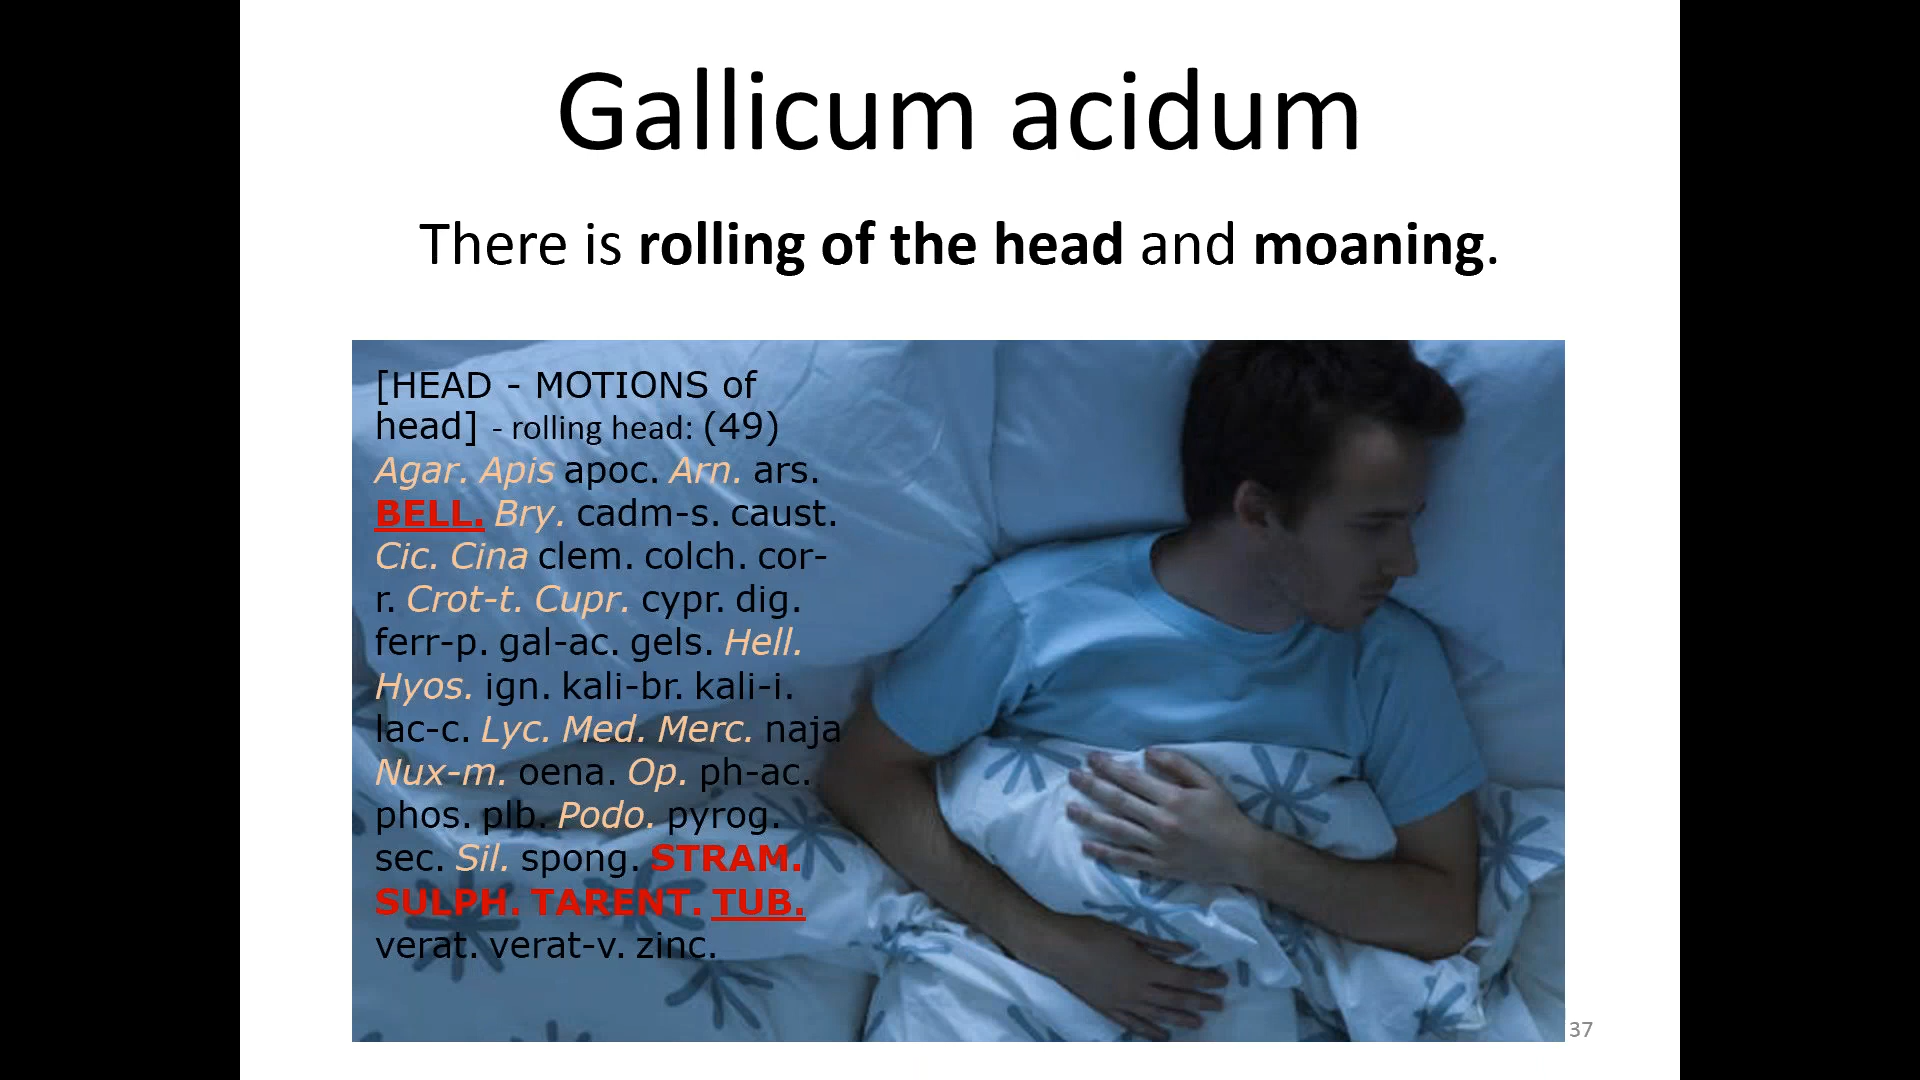 Gallicum acidum
There is rolling of the head and moaning.
[HEAD - MOTIONS of
head] - rolling head: (49)
Agar. Apis apoc. Arn. ars.
BELL. Bry. cadm-s. caust.
Cic. Cina clem. colch. cor-
r. Crot-t. Cupr. cypr. dig.
ferr-p. gal-ac. gels. Hell.
Hyos. ign. kali-br. kali-i.
lac-c. Lyc. Med. Merc. naja
Nux-m. oena. Op. ph-ac.
phos. plb. Podo. pyrog.
sec. Sil. spong. STRAM.
SULPH. TARENT. TUB.
verat. verat-v. zinc.
37